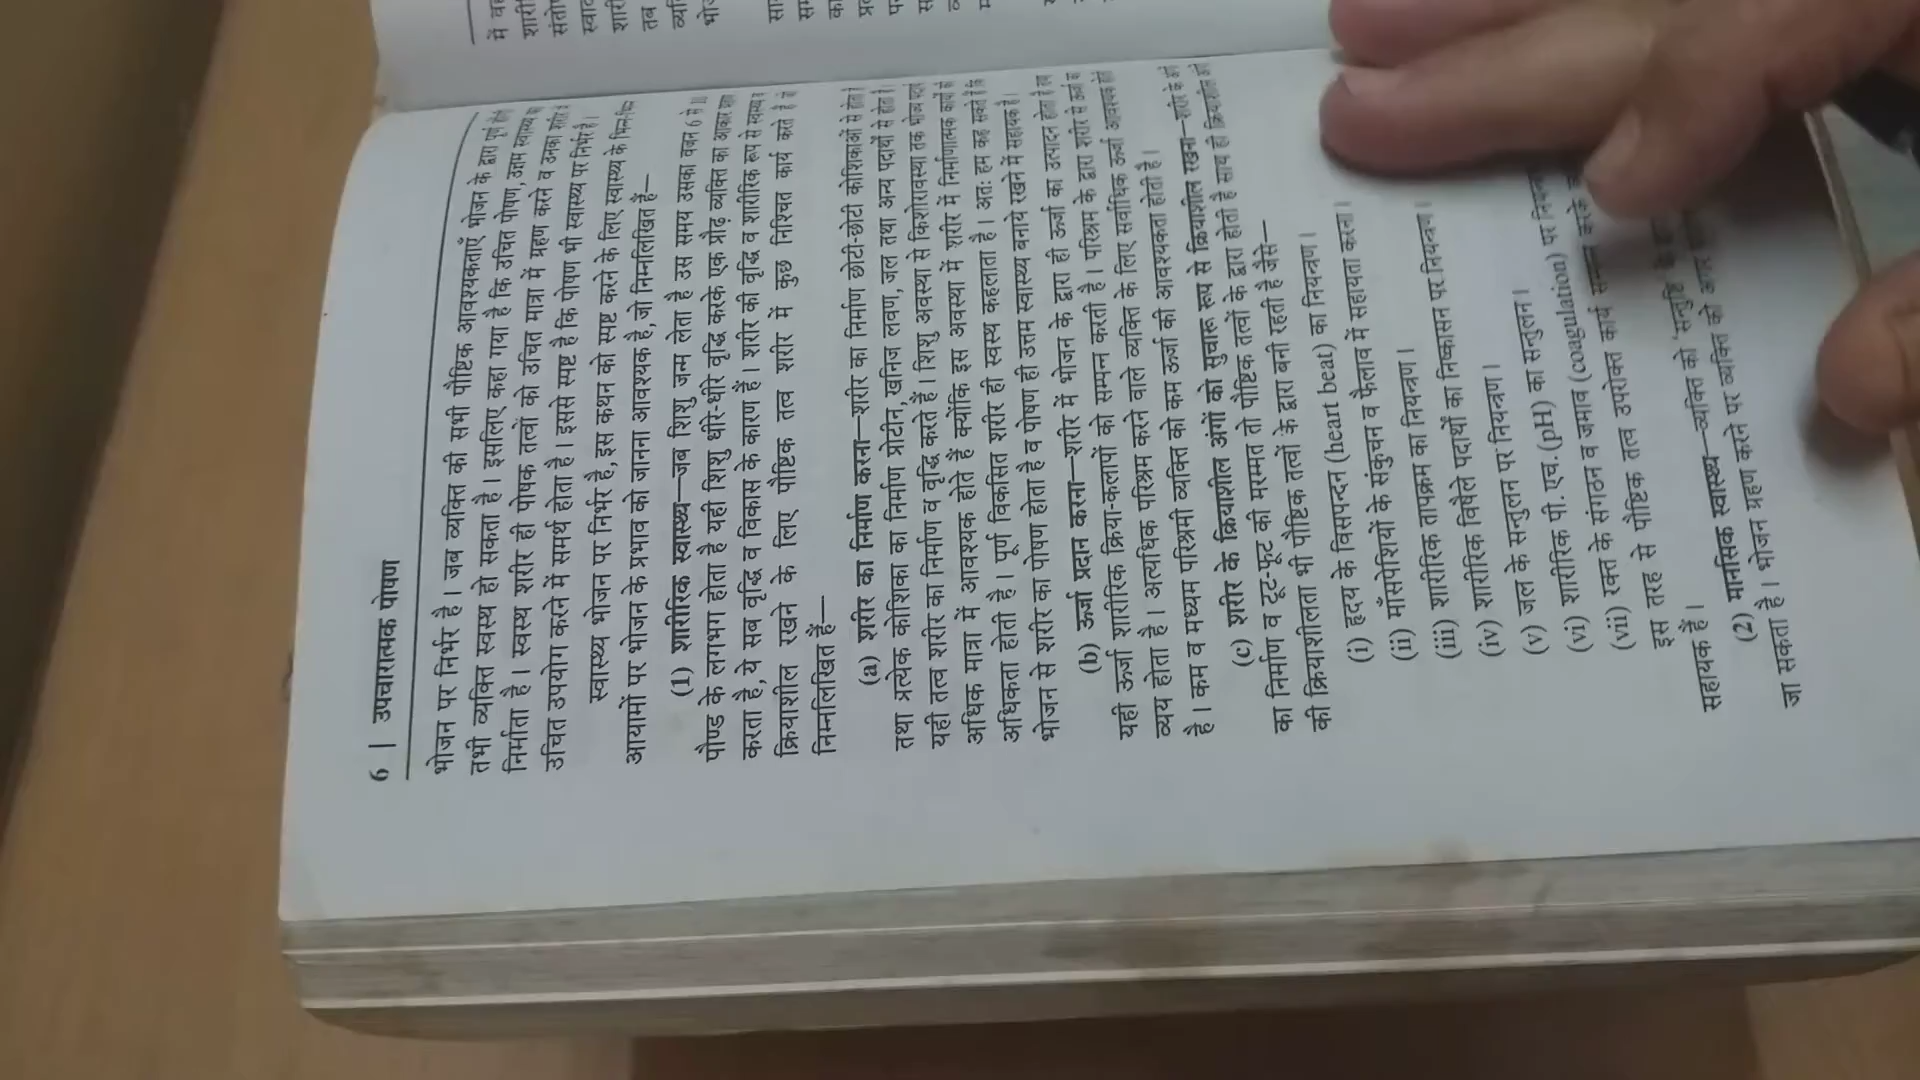 6 | उपचारात्मक पोषण
भोजन पर निर्भर है। जब व्यक्ति की सभी पौष्टिक आवश्यकताएँ भोजन के द्वारा पूर्ण होती
तभी व्यक्ति स्वस्थ हो सकता है। इसलिए कहा गया है कि उचित पोषण, उत्तम स्वास्थ्य का
निर्माता है। स्वस्थ शरीर ही पोषक तत्त्वों को उचित मात्रा में ग्रहण करने व उनका शरीर में
उचित उपयोग करने में समर्थ होता है। इससे स्पष्ट है कि पोषण भी स्वास्थ्य पर निर्भर है।
स्वास्थ्य भोजन पर निर्भर है, इस कथन को स्पष्ट करने के लिए स्वास्थ्य के भिन्न-भिन्न
आयामों पर भोजन के प्रभाव को जानना आवश्यक है, जो निम्नलिखित हैं—
(1) शारीरिक स्वास्थ्य—जब शिशु जन्म लेता है उस समय उसका वजन 6 से
पौण्ड के लगभग होता है यही शिशु धीरे-धीरे वृद्धि करके एक प्रौढ़ व्यक्ति का आकार
करता है, ये सब वृद्धि व विकास के कारण हैं। शरीर की वृद्धि व शारीरिक रूप से स्वस्थ व
क्रियाशील रखने के लिए पौष्टिक तत्व शरीर में कुछ निश्चित कार्य करते हैं जो
निम्नलिखित हैं—
(a) शरीर का निर्माण करना—शरीर का निर्माण छोटी-छोटी कोशिकाओं से होता है
तथा प्रत्येक कोशिका का निर्माण प्रोटीन, खनिज लवण, जल तथा अन्य पदार्थों से होता है।
यही तत्व शरीर का निर्माण व वृद्धि करते हैं। शिशु अवस्था से किशोरावस्था तक भोज्य पदार्थ
अधिक मात्रा में आवश्यक होते हैं क्योंकि इस अवस्था में शरीर में निर्माणात्मक कार्यों की
अधिकता होती है। पूर्ण विकसित शरीर ही स्वस्थ कहलाता है। अतः हम कह सकते हैं कि
भोजन से शरीर का पोषण होता है व पोषण ही उत्तम स्वास्थ्य बनाये रखने में सहायक है।
(b) ऊर्जा प्रदान करना—शरीर में भोजन के द्वारा ही ऊर्जा का उत्पादन होता है तथा
यही ऊर्जा शारीरिक क्रिया-कलापों को सम्पन्न करती है। परिश्रम के द्वारा शरीर से ऊर्जा का
व्यय होता है। अत्यधिक परिश्रम करने वाले व्यक्ति के लिए सर्वाधिक ऊर्जा आवश्यक होती
है। कम व मध्यम परिश्रमी व्यक्ति को कम ऊर्जा की आवश्यकता होती है।
(c) शरीर के क्रियाशील अंगों को सुचारू रूप से क्रियाशील रखना—शरीर के अंगों
का निर्माण व टूट-फूट की मरम्मत तो पौष्टिक तत्वों के द्वारा होती है साथ ही क्रियाशील अंगों
की क्रियाशीलता भी पौष्टिक तत्वों के द्वारा बनी रहती है जैसे—
(i) हृदय के विसपन्दन (heart beat) का नियन्त्रण।
(ii) माँसपेशियों के संकुचन व फैलाव में सहायता करना।
(iii) शारीरिक तापक्रम का नियन्त्रण।
(iv) शारीरिक विषैले पदार्थों का निष्कासन पर नियन्त्रण।
(v) जल के सन्तुलन पर नियन्त्रण।
(vi) शारीरिक पी. एच. (pH) का सन्तुलन।
(vii) रक्त के संगठन व जमाव (coagulation) पर
इस तरह से पौष्टिक तत्व उपरोक्त कार्य करके
सहायक हैं।
(2) मानसिक स्वास्थ्य—व्यक्ति को सन्तुष्टि
जा सकता है। भोजन ग्रहण करने पर व्यक्ति को